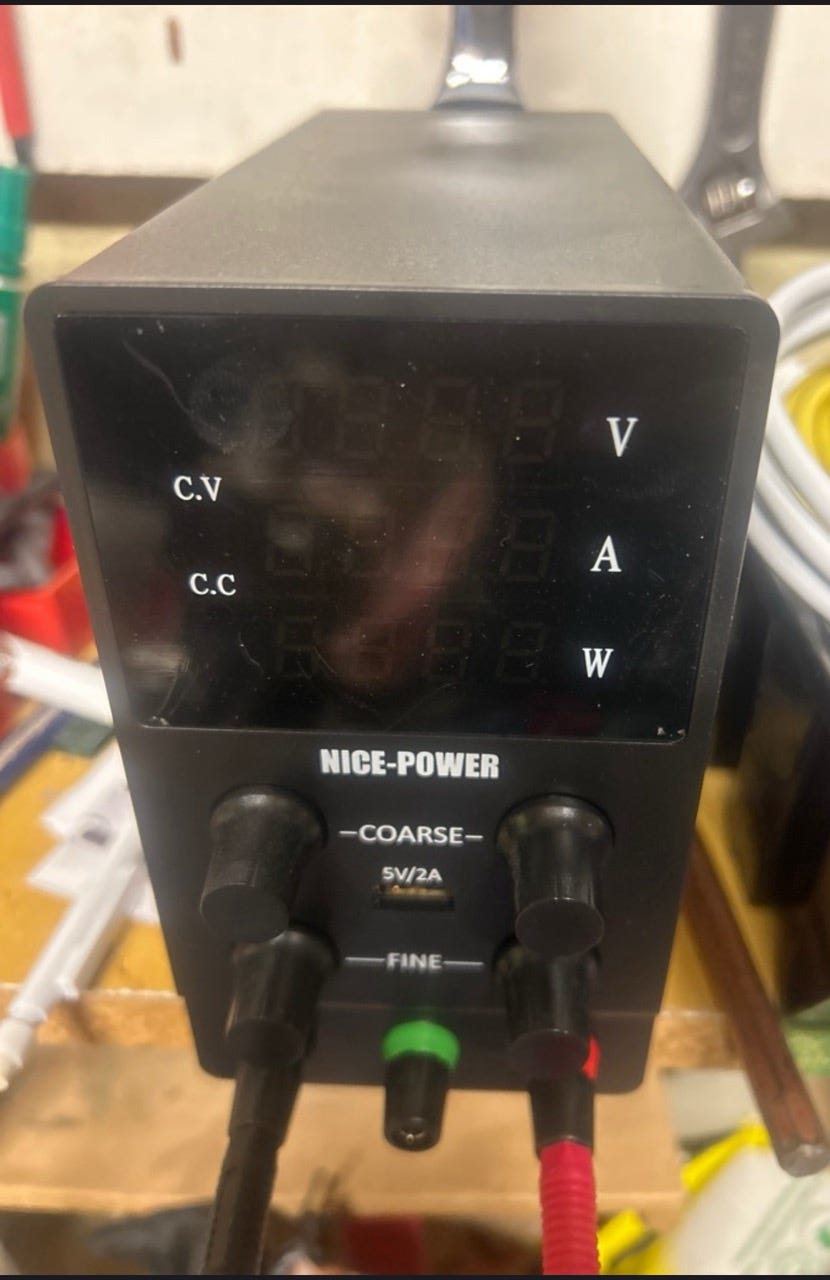 V
C.V
A
C.C
W
NICE-POWER
COARSE
5V/2A
FINE